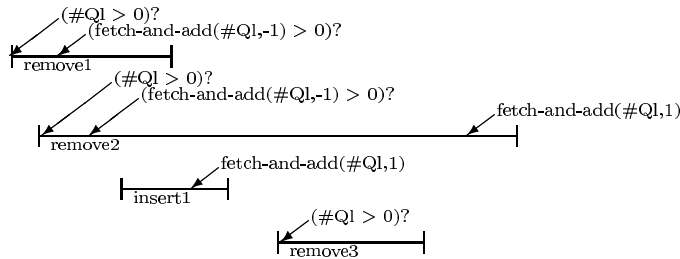 (#Ql > 0)?
(fetch-and-add(#Ql,-1) > 0)?
remove1
(#Ql > 0)?
(fetch-and-add(#Ql,-1) > 0)?
fetch-and-add(#Ql,1)
remove2
fetch-and-add(#Ql,1)
insert1
(#Ql > 0)?
remove3